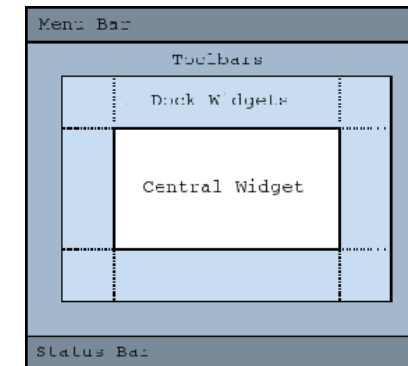 Menu Bar
Toolbars
Dock Widgets
Central Widget
Status Bar